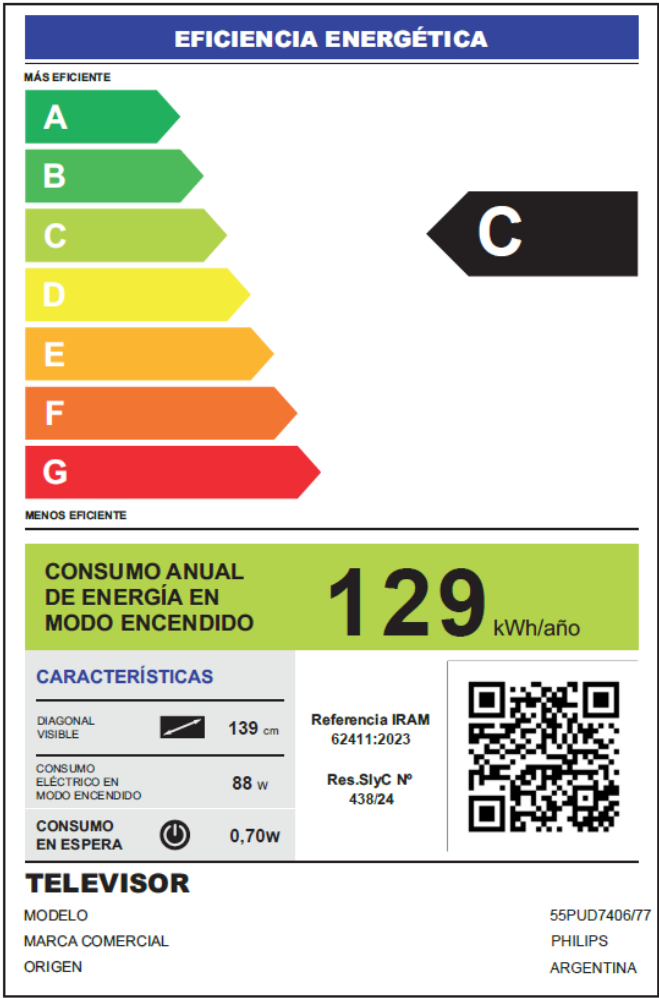 EFICIENCIA ENERGÉTICA
MÁS EFICIENTE
A
B
C
D
E
F
G
C
MENOS EFICIENTE
CONSUMO ANUAL
DE ENERGÍA EN
MODO ENCENDIDO
129 kWh/año
CARACTERÍSTICAS
DIAGONAL
VISIBLE
139 cm
CONSUMO
ELÉCTRICO EN
MODO ENCENDIDO
88 W
CONSUMO
EN ESPERA
0,70w
Referencia IRAM
62411:2023
Res.SIyC Nº
438/24
TELEVISOR
MODELO 55PUD7406/77
MARCA COMERCIAL PHILIPS
ORIGEN ARGENTINA